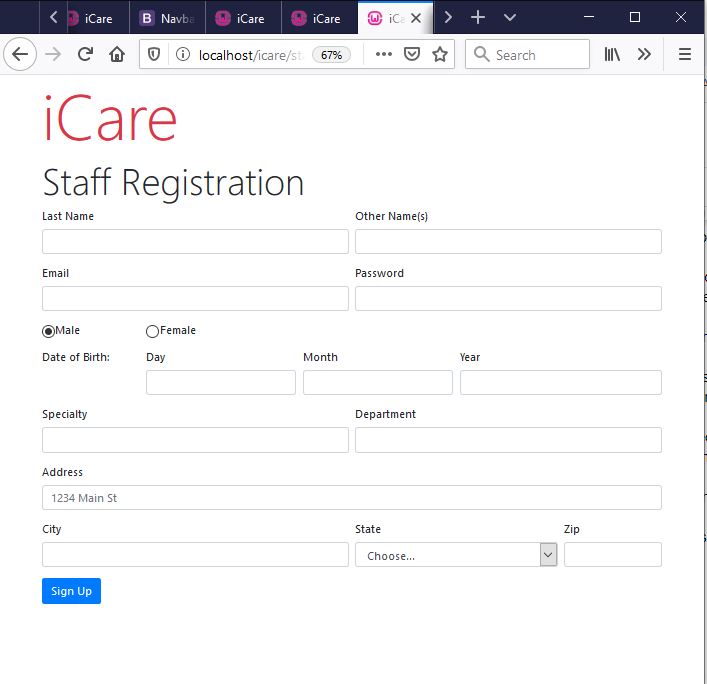 iCare Navba iCare iCare iCa
localhost/icare/st 67% Search
iCare
Staff Registration
Last Name Other Name(s)
Email Password
Male Female
Date of Birth: Day Month Year
Specialty Department
Address
1234 Main St
City State Zip
Choose...
Sign Up